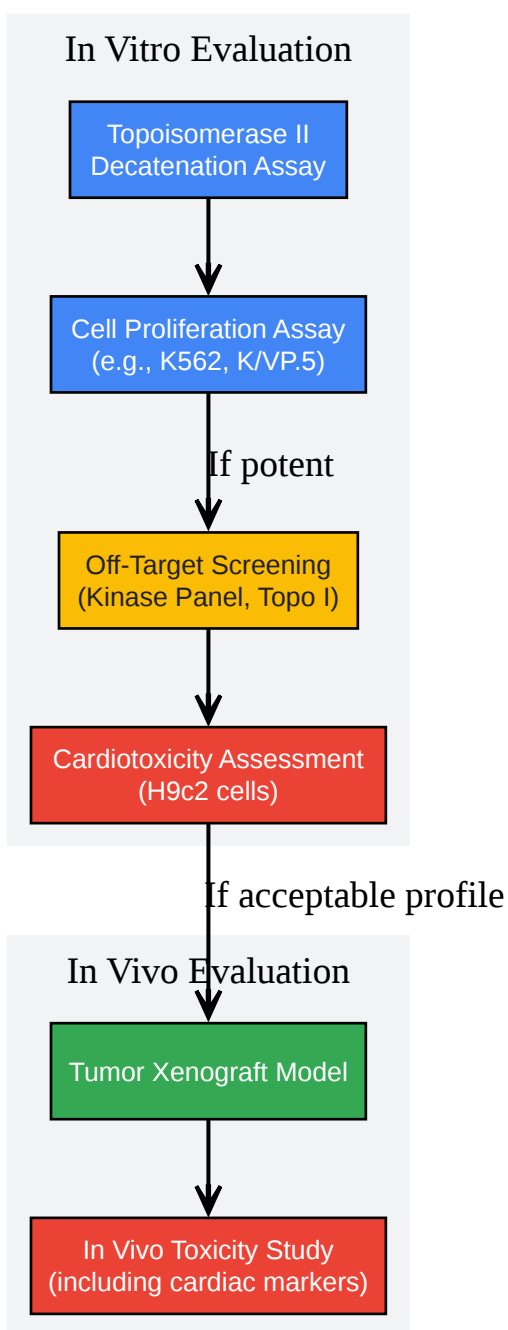 In Vitro Evaluation
Topoisomerase II
Decatenation Assay
Cell Proliferation Assay
(e.g., K562, K/VP.5)
If potent
Off-Target Screening
(Kinase Panel, Topo I)
Cardiotoxicity Assessment
(H9c2 cells)
If acceptable profile
In Vivo Evaluation
Tumor Xenograft Model
In Vivo Toxicity Study
(including cardiac markers)